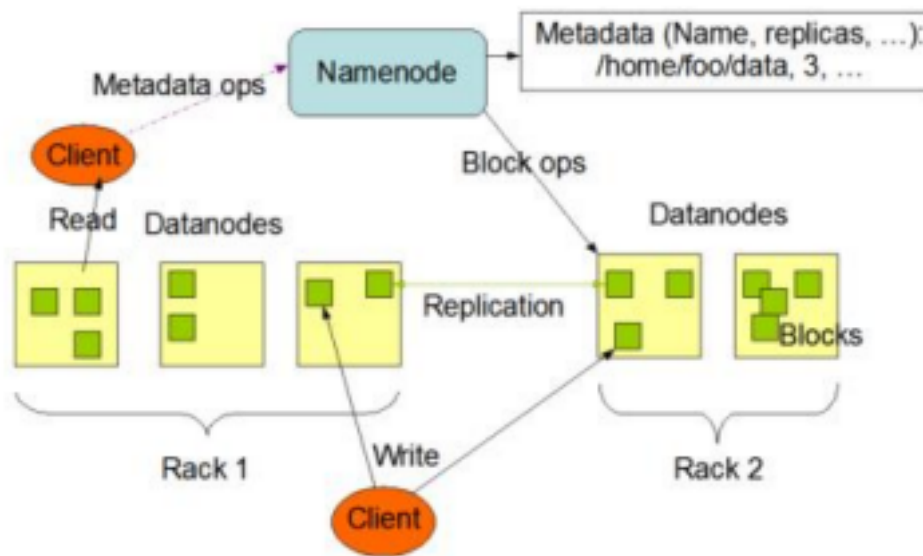 Metadata (Name, replicas, …):
/home/foo/data, 3, …
Namenode
Metadata ops
Client
Block ops
Read
Datanodes
Datanodes
Replication
Blocks
Rack 1
Write
Rack 2
Client